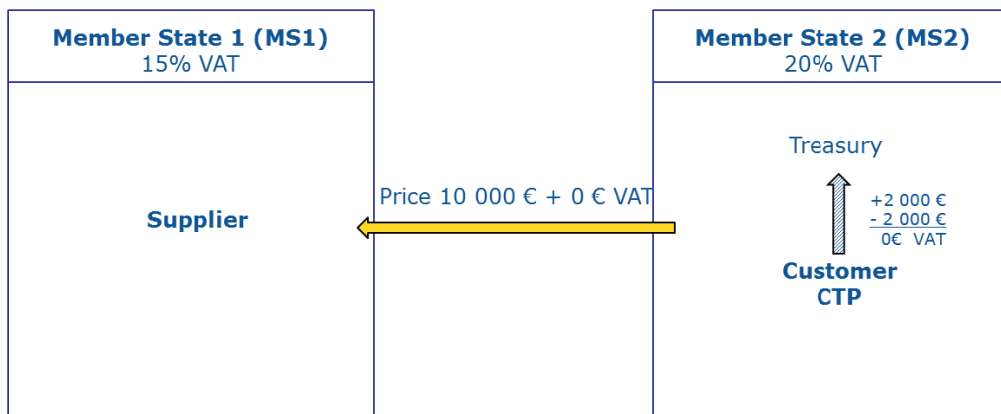 Member State 1 (MS1)
15% VAT
Member State 2 (MS2)
20% VAT
Supplier
Price 10 000 € + 0 € VAT
Treasury
+2 000 €
- 2 000 €
0€ VAT
Customer
CTP